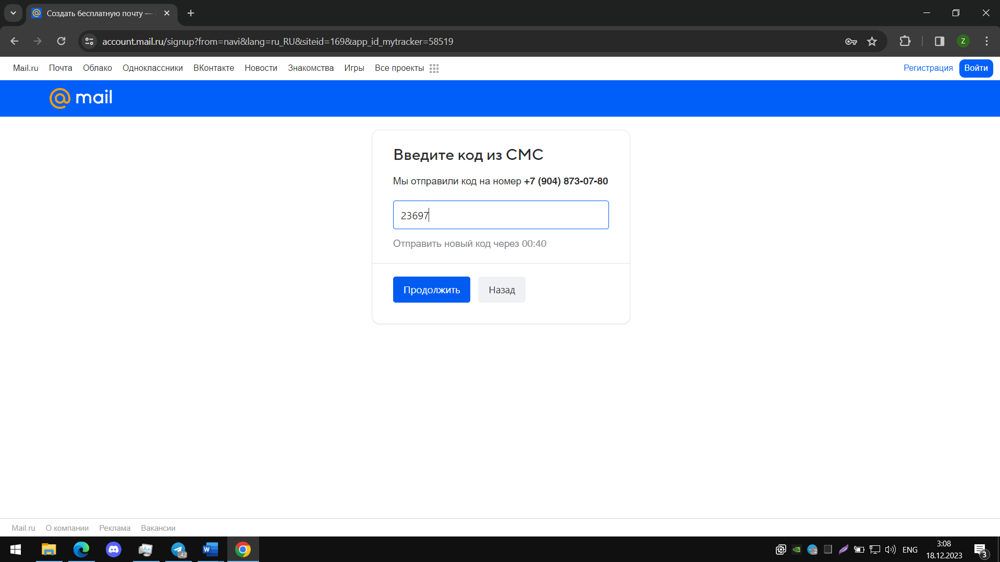 Создать бесплатную почту —
account.mail.ru/signup?from=navi&lang=ru_RU&siteid=169&app_id_mytracker=58519
Z
Mail.ru Почта Облако Одноклассники ВКонтакте Новости Знакомства Игры Все проекты Регистрация Войти
mail
Введите код из СМС
Мы отправили код на номер +7 (904) 873-07-80
23697
Отправить новый код через 00:40
Продолжить Назад
Mail.ru О компании Реклама Вакансии
42
W
..2
ENG
3:08
18.12.2023
3